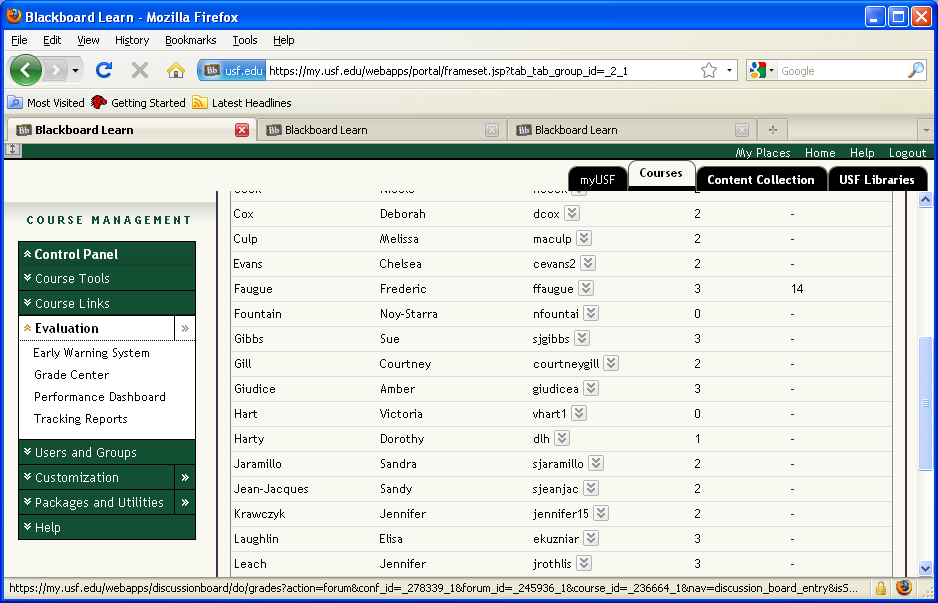 Blackboard Learn - Mozilla Firefox
File Edit View History Bookmarks Tools Help
Bb usf.edu https://my.usf.edu/webapps/portal/frameset.jsp?tab_tab_group_id=_2_1 Google
Most Visited Getting Started Latest Headlines
Bb Blackboard Learn Bb Blackboard Learn Bb Blackboard Learn
My Places Home Help Logout
myUSF Courses Content Collection USF Libraries
COURSE MANAGEMENT
Control Panel
Course Tools
Course Links
Evaluation
Early Warning System
Grade Center
Performance Dashboard
Tracking Reports
Users and Groups
Customization
Packages and Utilities
Help
Cox Deborah dcox 2 -
Culp Melissa maculp 2 -
Evans Chelsea cevans2 2 -
Faugue Frederic ffaugue 3 14
Fountain Noy-Starra nfountai 0 -
Gibbs Sue sjgibbs 3 -
Gill Courtney courtneygill 2 -
Giudice Amber giudicea 3 -
Hart Victoria vhart1 0 -
Harty Dorothy dlh 1 -
Jaramillo Sandra sjaramillo 2 -
Jean-Jacques Sandy sjeanjac 2 -
Krawczyk Jennifer jennifer15 2 -
Laughlin Elisa ekuzniar 3 -
Leach Jennifer jrothlis 3 -
https://my.usf.edu/webapps/discussionboard/do/grades?action=forum&conf_id=_278339_1&forum_id=_245936_1&course_id=_236664_1&nav=discussion_board_entry&isS...